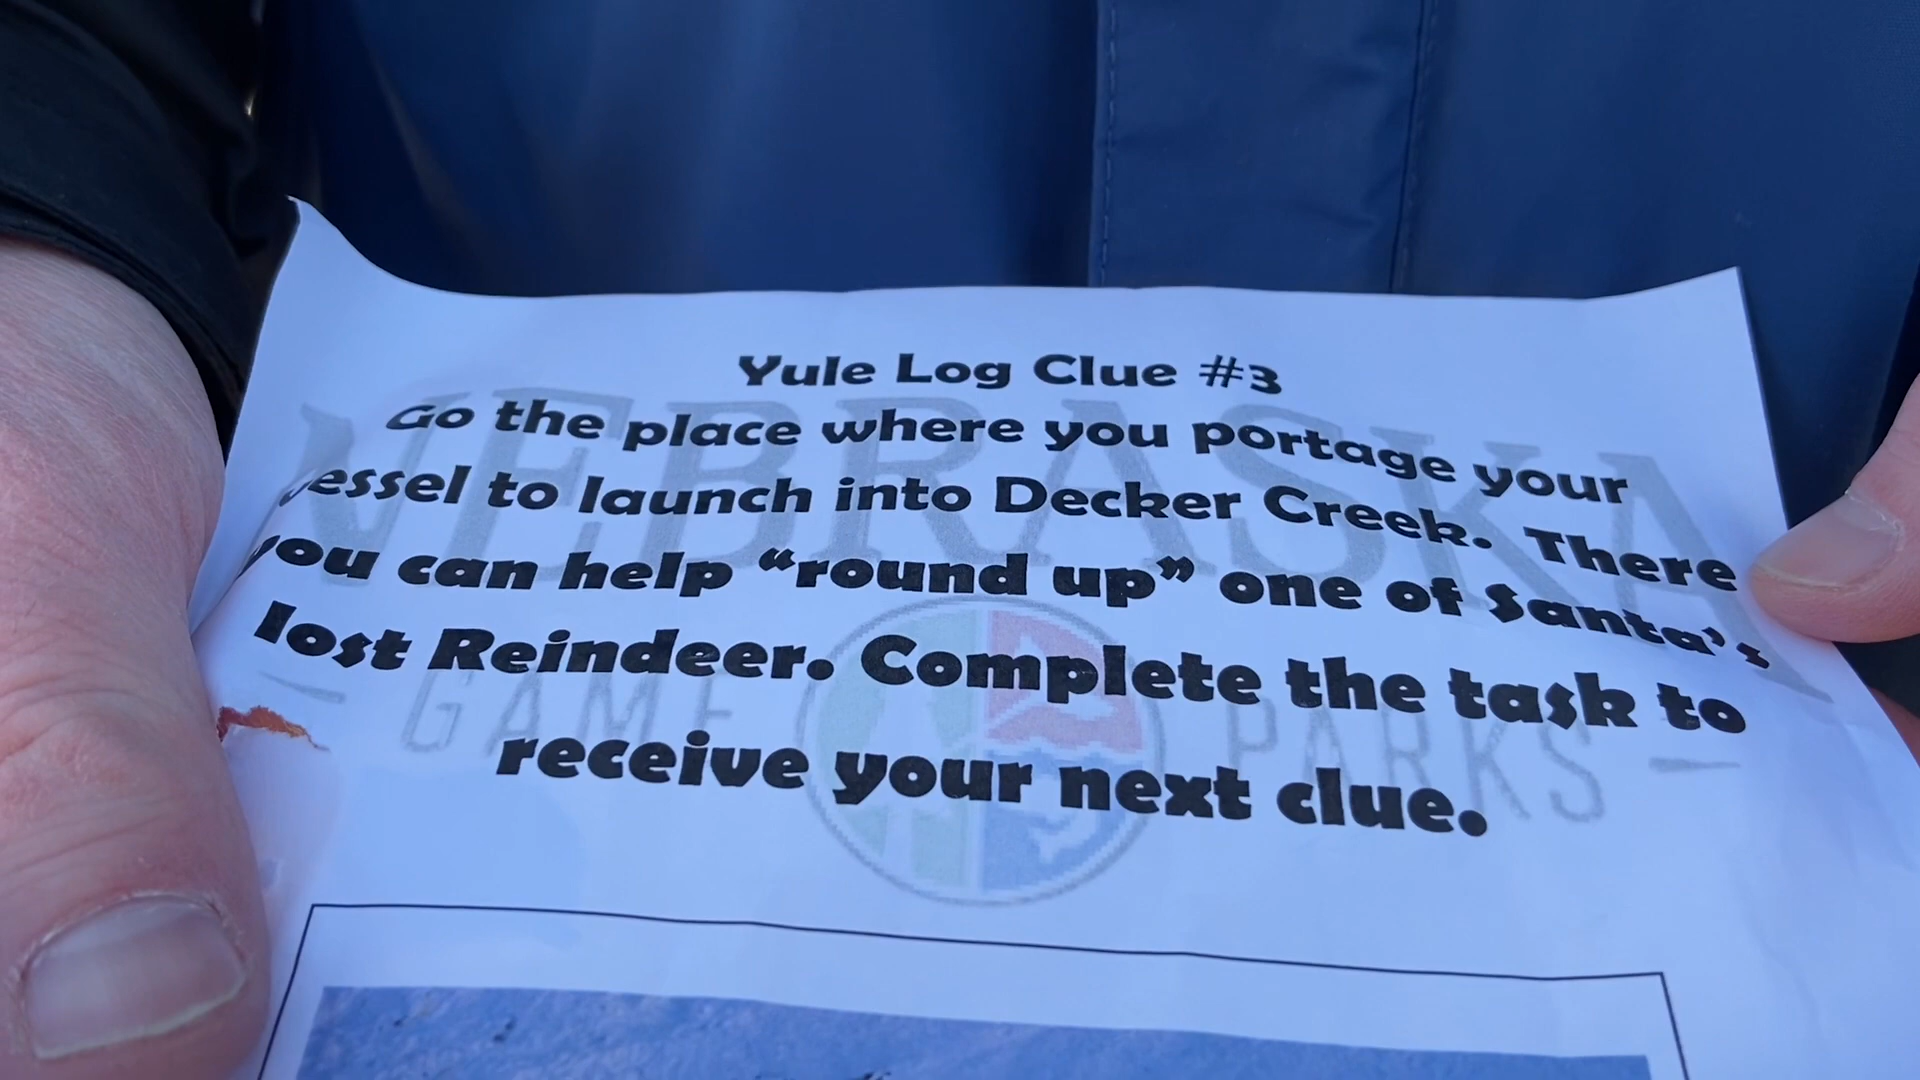 Yule Log Clue #3
Go the place where you portage your
vessel to launch into Decker Creek. There
you can help “round up” one of Santa's
lost Reindeer. Complete the task to
receive your next clue.
NEBRASKA
GAME PARKS